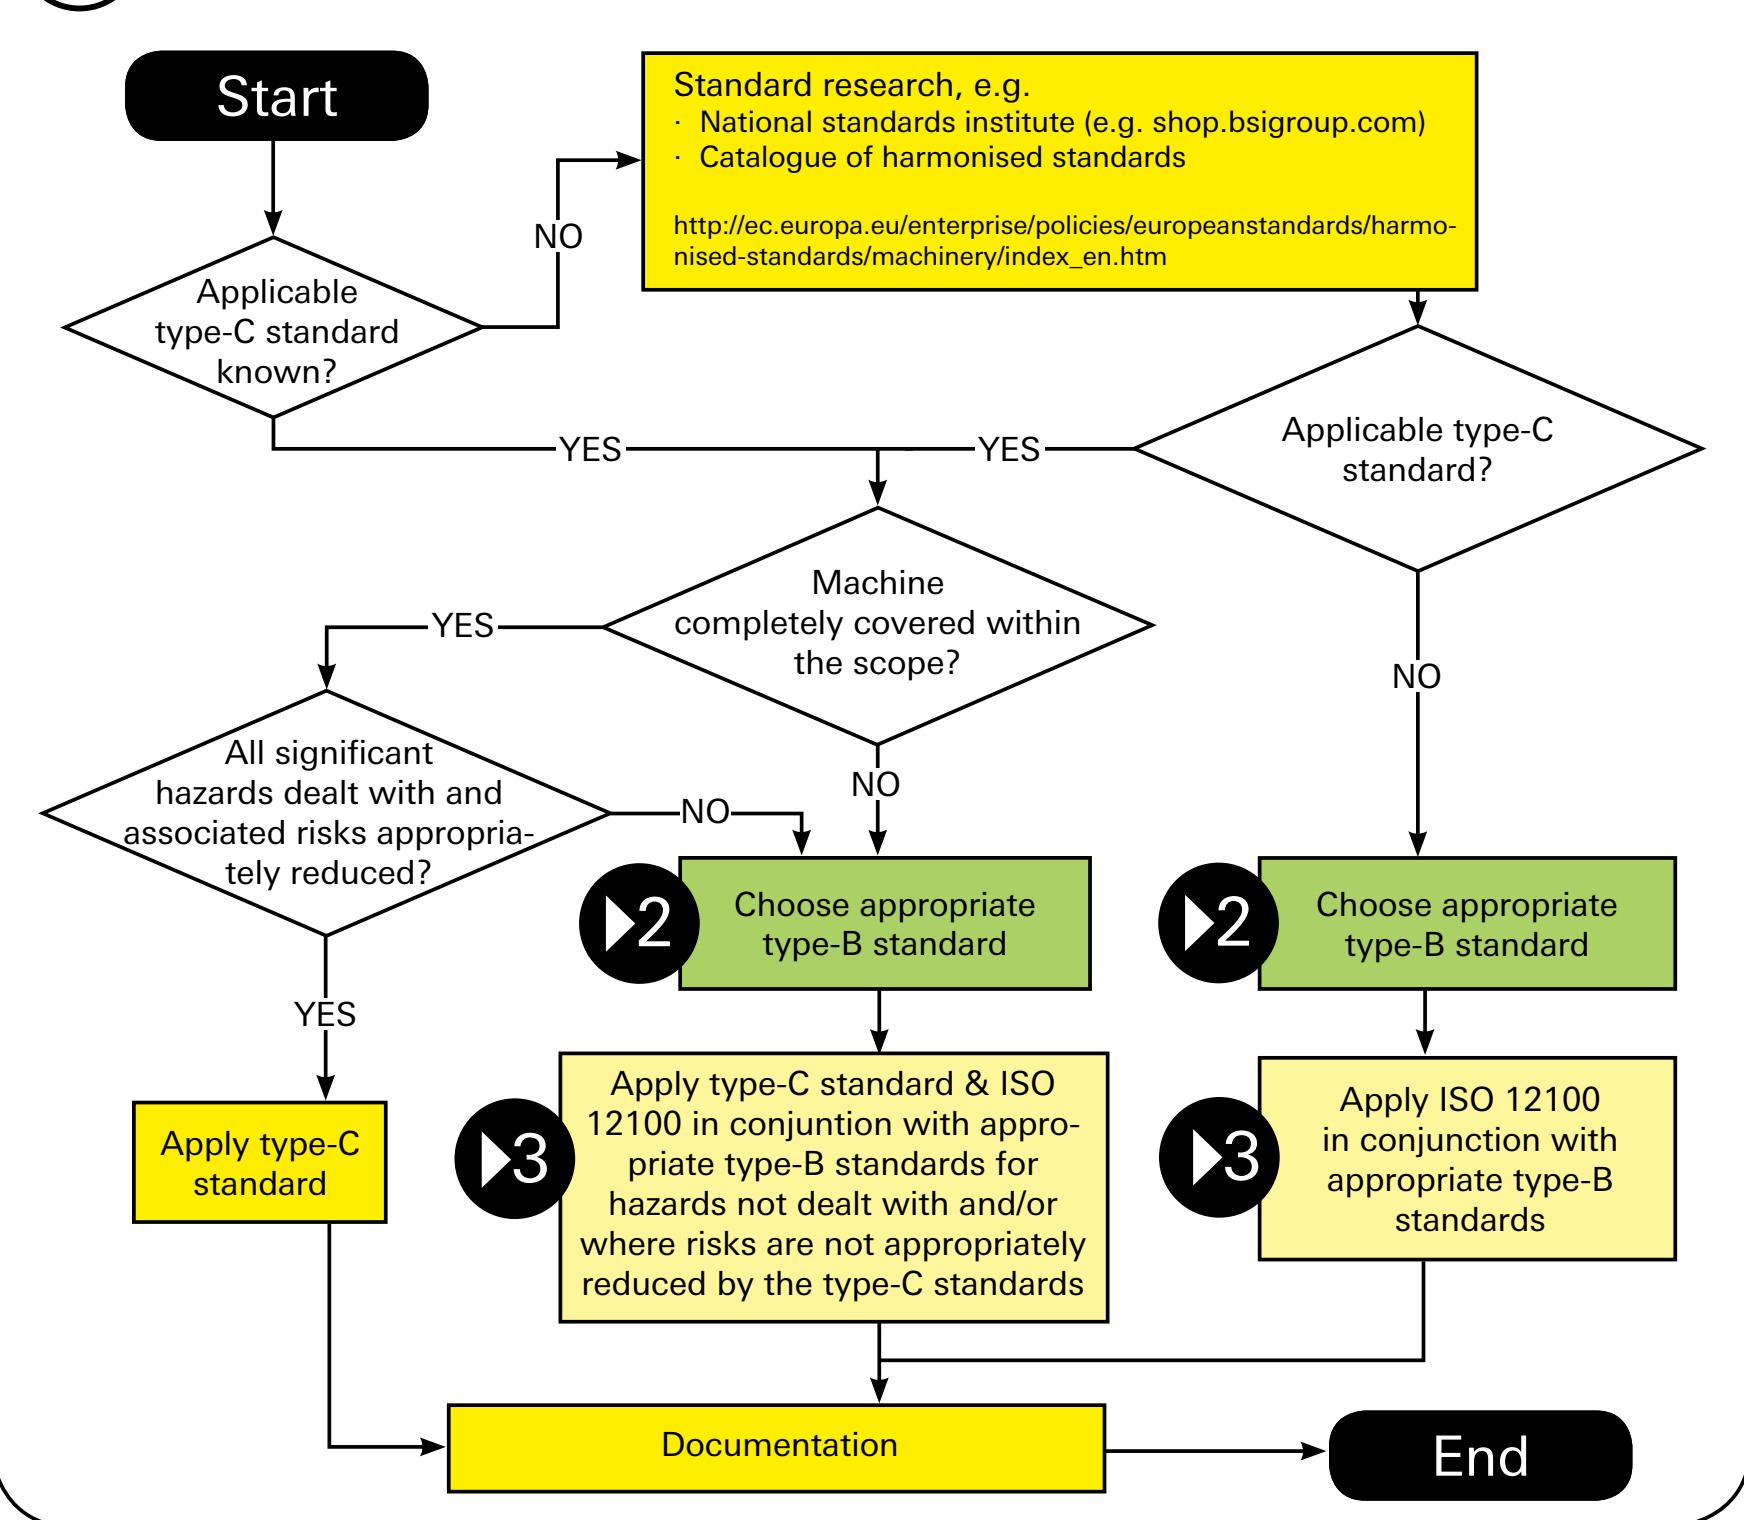 Start
Standard research, e.g.
· National standards institute (e.g. shop.bsigroup.com)
· Catalogue of harmonised standards
http://ec.europa.eu/enterprise/policies/europeanstandards/harmo-
nised-standards/machinery/index_en.htm
NO
Applicable
type-C standard
known?
YES
YES
Applicable type-C
standard?
Machine
completely covered within
the scope?
YES
NO
All significant
hazards dealt with and
associated risks appropria-
tely reduced?
NO
NO
2
Choose appropriate
type-B standard
2
Choose appropriate
type-B standard
YES
Apply type-C
standard
3
Apply type-C standard & ISO
12100 in conjuntion with appro-
priate type-B standards for
hazards not dealt with and/or
where risks are not appropriately
reduced by the type-C standards
3
Apply ISO 12100
in conjunction with
appropriate type-B
standards
Documentation
End